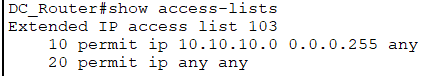 DC_Router#show access-lists
Extended IP access list 103
    10 permit ip 10.10.10.0 0.0.0.255 any
    20 permit ip any any